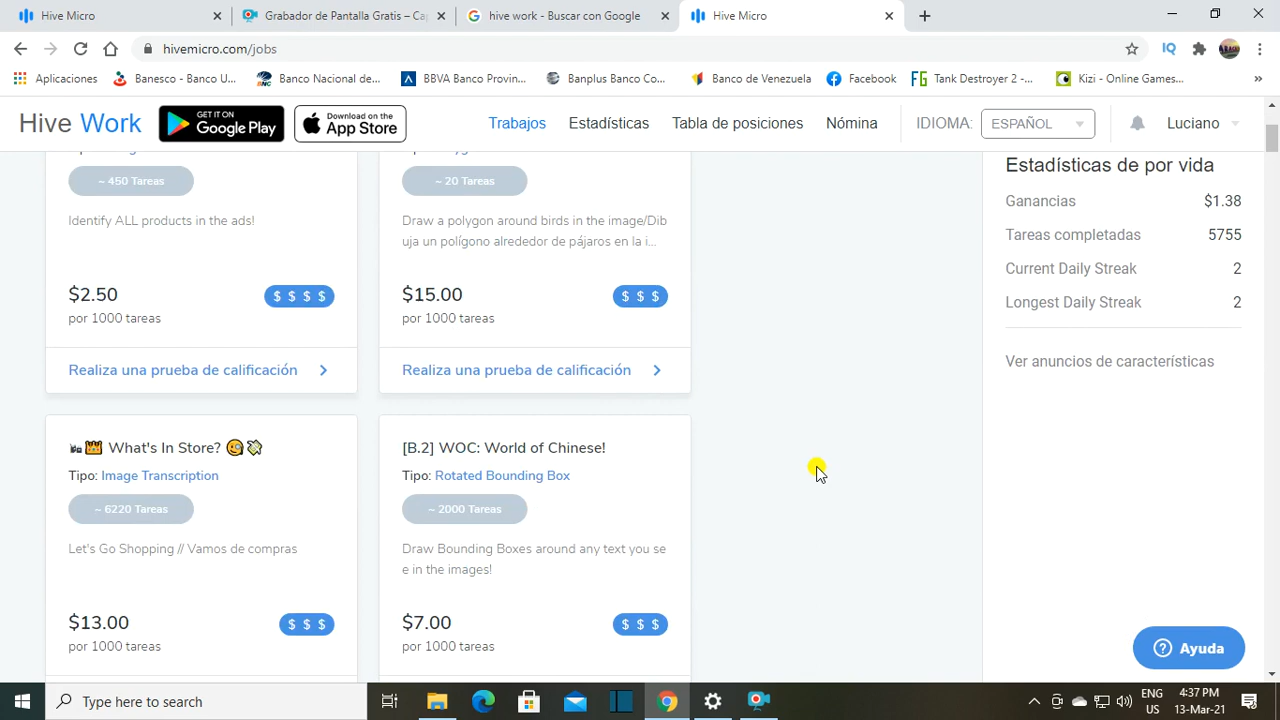 Hive Micro
Grabador de Pantalla Gratis – Cap
hive work - Buscar con Google
Hive Micro
hivemicro.com/jobs
IQ
Aplicaciones
Banesco - Banco U...
Banco Nacional de...
BBVA Banco Provin...
Banplus Banco Co...
Banco de Venezuela
Facebook
FG Tank Destroyer 2 -...
Kizi - Online Games...
»
Hive Work
GET IT ON Google Play
Download on the App Store
Trabajos
Estadísticas
Tabla de posiciones
Nómina
IDIOMA:
ESPAÑOL
Luciano
~ 450 Tareas
Identify ALL products in the ads!
$2.50
$ $ $ $
por 1000 tareas
Realiza una prueba de calificación
~ 20 Tareas
Draw a polygon around birds in the image/Dib
uja un polígono alrededor de pájaros en la i...
$15.00
$ $ $
por 1000 tareas
Realiza una prueba de calificación
What's In Store?
Tipo: Image Transcription
~ 6220 Tareas
Let's Go Shopping // Vamos de compras
$13.00
$ $ $
por 1000 tareas
[B.2] WOC: World of Chinese!
Tipo: Rotated Bounding Box
~ 2000 Tareas
Draw Bounding Boxes around any text you se
e in the images!
$7.00
$ $ $
por 1000 tareas
Estadísticas de por vida
Ganancias $1.38
Tareas completadas 5755
Current Daily Streak 2
Longest Daily Streak 2
Ver anuncios de características
? Ayuda
Type here to search
ENG
US
4:37 PM
13-Mar-21